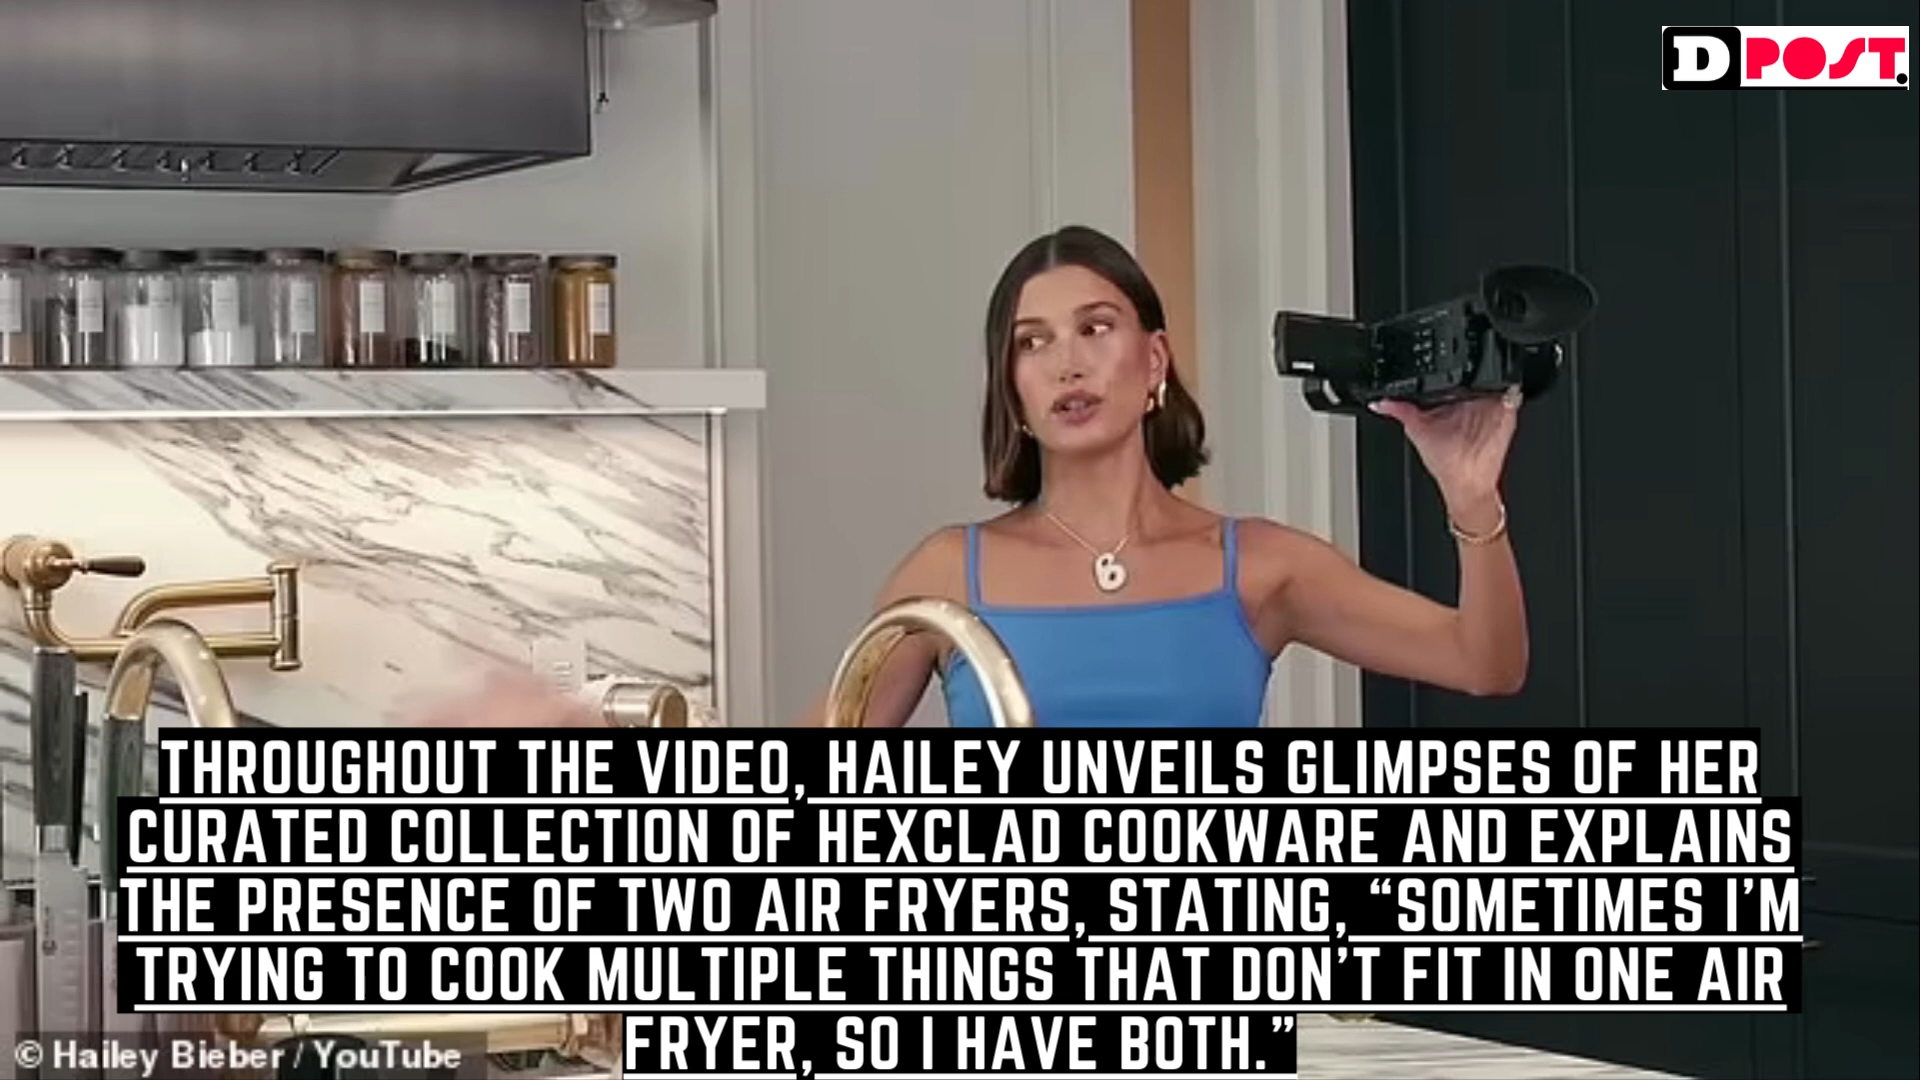 D POST.
THROUGHOUT THE VIDEO, HAILEY UNVEILS GLIMPSES OF HER
CURATED COLLECTION OF HEXCLAD COOKWARE AND EXPLAINS
THE PRESENCE OF TWO AIR FRYERS, STATING, “SOMETIMES I’M
TRYING TO COOK MULTIPLE THINGS THAT DON’T FIT IN ONE AIR
FRYER, SO I HAVE BOTH.”
© Hailey Bieber / YouTube